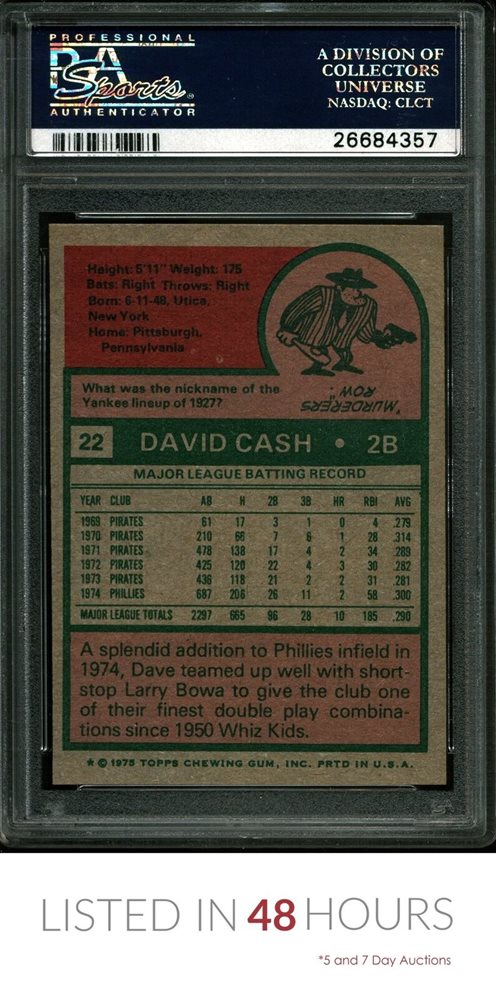 PROFESSIONAL
PSA
Sports
AUTHENTICATOR
A DIVISION OF
COLLECTORS
UNIVERSE
NASDAQ: CLCT
26684357
Height: 5'11" Weight: 175
Bats: Right Throws: Right
Born: 6-11-48, Utica,
New York
Home: Pittsburgh,
Pennsylvania
What was the nickname of the
Yankee lineup of 1927?
"MURDERERS
ROW".
22 DAVID CASH • 2B
MAJOR LEAGUE BATTING RECORD
YEAR CLUB AB H 2B 3B HR RBI AVG
1969 PIRATES 61 17 3 1 0 4 .279
1970 PIRATES 210 66 7 6 1 28 .314
1971 PIRATES 478 138 17 4 2 34 .289
1972 PIRATES 425 120 22 4 3 30 .282
1973 PIRATES 436 118 21 2 2 31 .281
1974 PHILLIES 687 206 26 11 2 58 .300
MAJOR LEAGUE TOTALS 2297 665 96 28 10 185 .290
A splendid addition to Phillies infield in
1974, Dave teamed up well with short-
stop Larry Bowa to give the club one
of their finest double play combina-
tions since 1950 Whiz Kids.
* © 1975 TOPPS CHEWING GUM, INC. PRTD IN U.S.A.
LISTED IN 48 HOURS
*5 and 7 Day Auctions